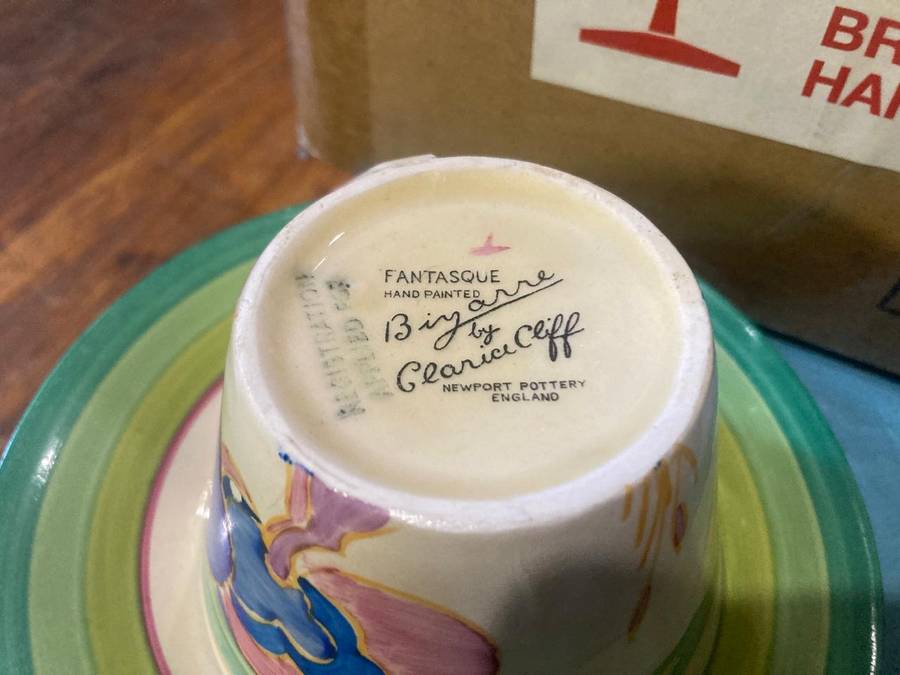 BR
HA
FANTASQUE
HAND PAINTED
Bizarre
by
Clarice Cliff
NEWPORT POTTERY
ENGLAND
REGISTRATION
APPLIED FOR